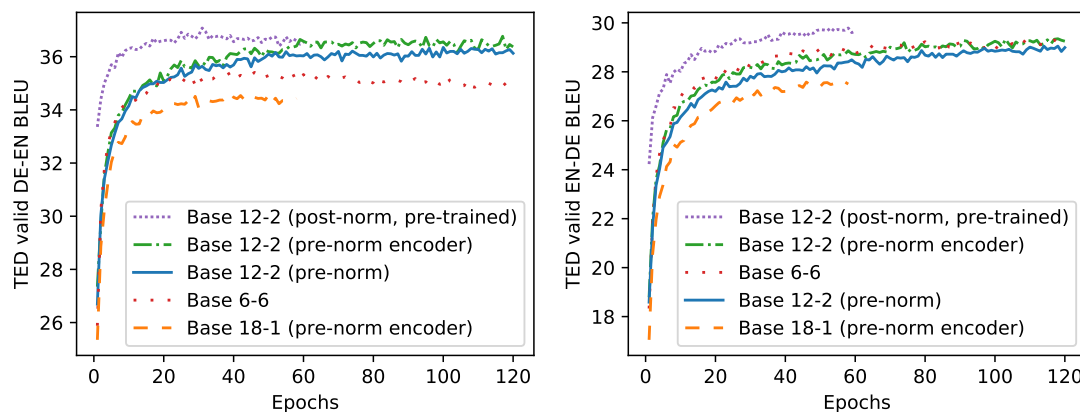 TED valid DE-EN BLEU
36
34
32
30
28
26
Base 12-2 (post-norm, pre-trained)
Base 12-2 (pre-norm encoder)
Base 12-2 (pre-norm)
Base 6-6
Base 18-1 (pre-norm encoder)
0 20 40 60 80 100 120
Epochs
TED valid EN-DE BLEU
30
28
26
24
22
20
18
Base 12-2 (post-norm, pre-trained)
Base 12-2 (pre-norm encoder)
Base 6-6
Base 12-2 (pre-norm)
Base 18-1 (pre-norm encoder)
0 20 40 60 80 100 120
Epochs